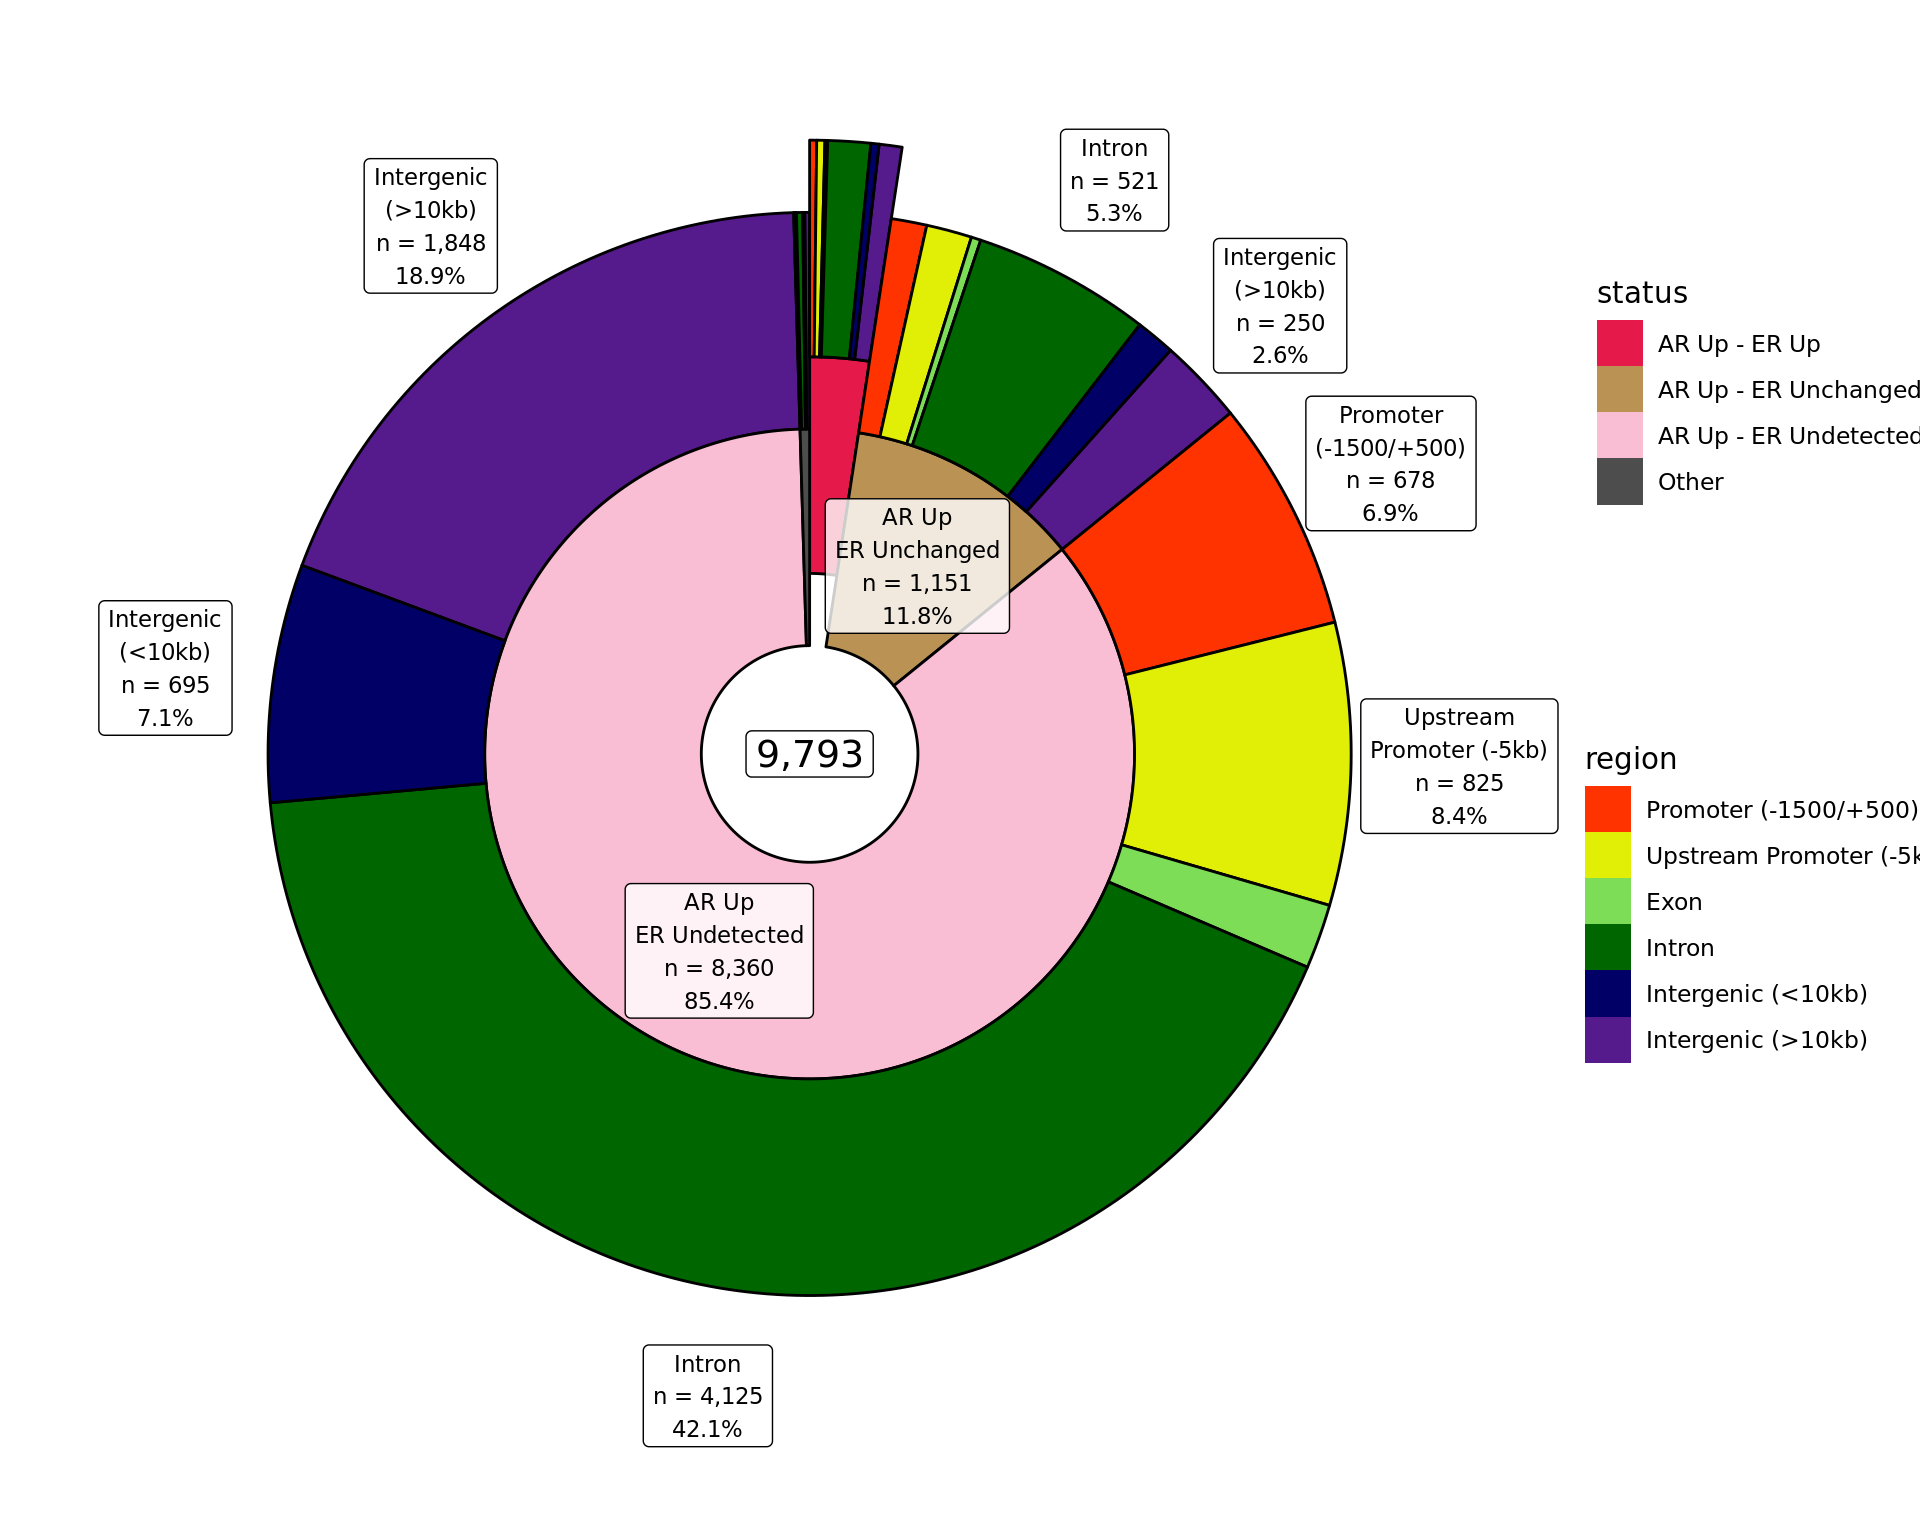 Intergenic
(>10kb)
n = 1,848
18.9%
Intron
n = 521
5.3%
Intergenic
(>10kb)
n = 250
2.6%
Promoter
(-1500/+500)
n = 678
6.9%
AR Up
ER Unchanged
n = 1,151
11.8%
Intergenic
(<10kb)
n = 695
7.1%
9,793
Upstream
Promoter (-5kb)
n = 825
8.4%
AR Up
ER Undetected
n = 8,360
85.4%
Intron
n = 4,125
42.1%
status
AR Up - ER Up
AR Up - ER Unchanged
AR Up - ER Undetected
Other
region
Promoter (-1500/+500)
Upstream Promoter (-5k
Exon
Intron
Intergenic (<10kb)
Intergenic (>10kb)